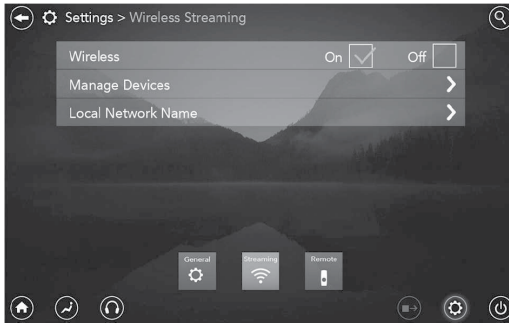 Settings > Wireless Streaming
Wireless On Off
Manage Devices
Local Network Name
General Streaming Remote